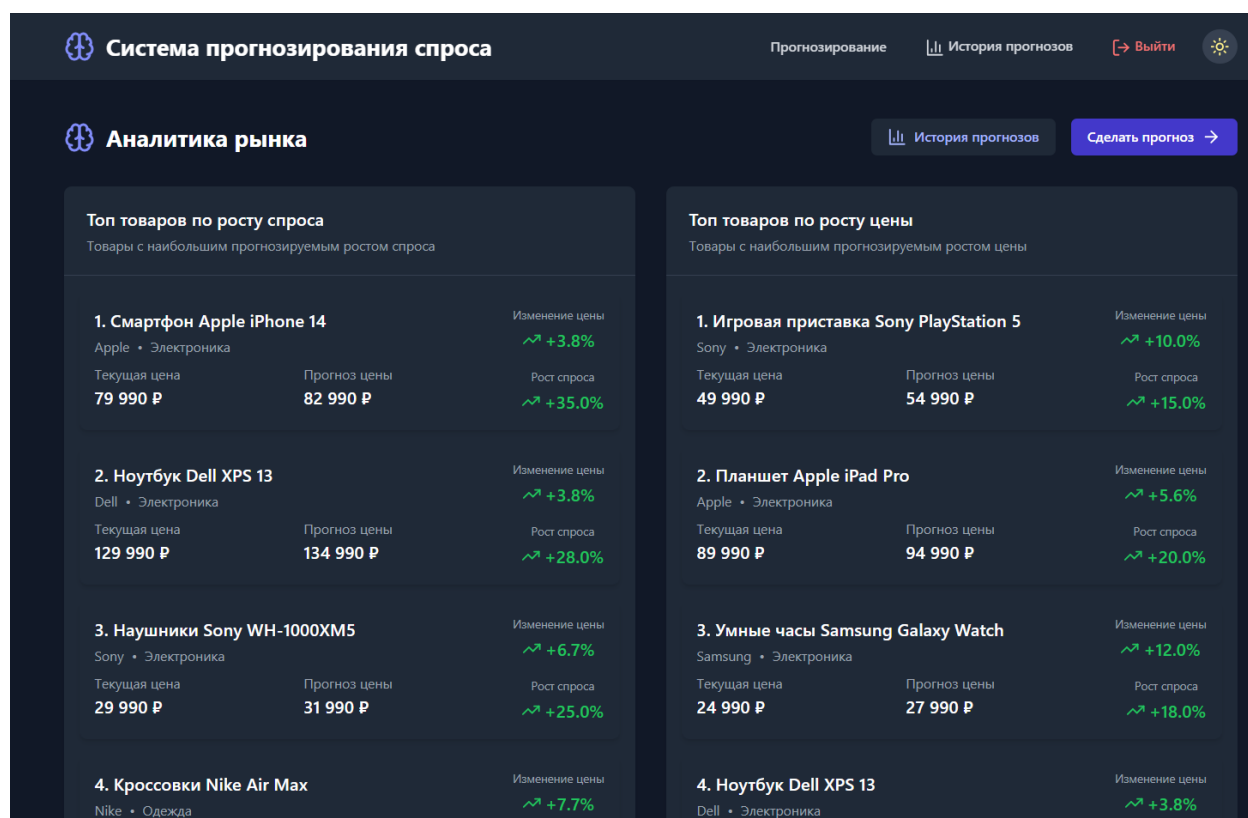 Система прогнозирования спроса
Прогнозирование
История прогнозов
Выйти
Аналитика рынка
История прогнозов
Сделать прогноз
Топ товаров по росту спроса
Товары с наибольшим прогнозируемым ростом спроса
1. Смартфон Apple iPhone 14
Apple • Электроника
Изменение цены
+3.8%
Текущая цена
79 990 ₽
Прогноз цены
82 990 ₽
Рост спроса
+35.0%
2. Ноутбук Dell XPS 13
Dell • Электроника
Изменение цены
+3.8%
Текущая цена
129 990 ₽
Прогноз цены
134 990 ₽
Рост спроса
+28.0%
3. Наушники Sony WH-1000XM5
Sony • Электроника
Изменение цены
+6.7%
Текущая цена
29 990 ₽
Прогноз цены
31 990 ₽
Рост спроса
+25.0%
4. Кроссовки Nike Air Max
Nike • Одежда
Изменение цены
+7.7%
Топ товаров по росту цены
Товары с наибольшим прогнозируемым ростом цены
1. Игровая приставка Sony PlayStation 5
Sony • Электроника
Изменение цены
+10.0%
Текущая цена
49 990 ₽
Прогноз цены
54 990 ₽
Рост спроса
+15.0%
2. Планшет Apple iPad Pro
Apple • Электроника
Изменение цены
+5.6%
Текущая цена
89 990 ₽
Прогноз цены
94 990 ₽
Рост спроса
+20.0%
3. Умные часы Samsung Galaxy Watch
Samsung • Электроника
Изменение цены
+12.0%
Текущая цена
24 990 ₽
Прогноз цены
27 990 ₽
Рост спроса
+18.0%
4. Ноутбук Dell XPS 13
Dell • Электроника
Изменение цены
+3.8%